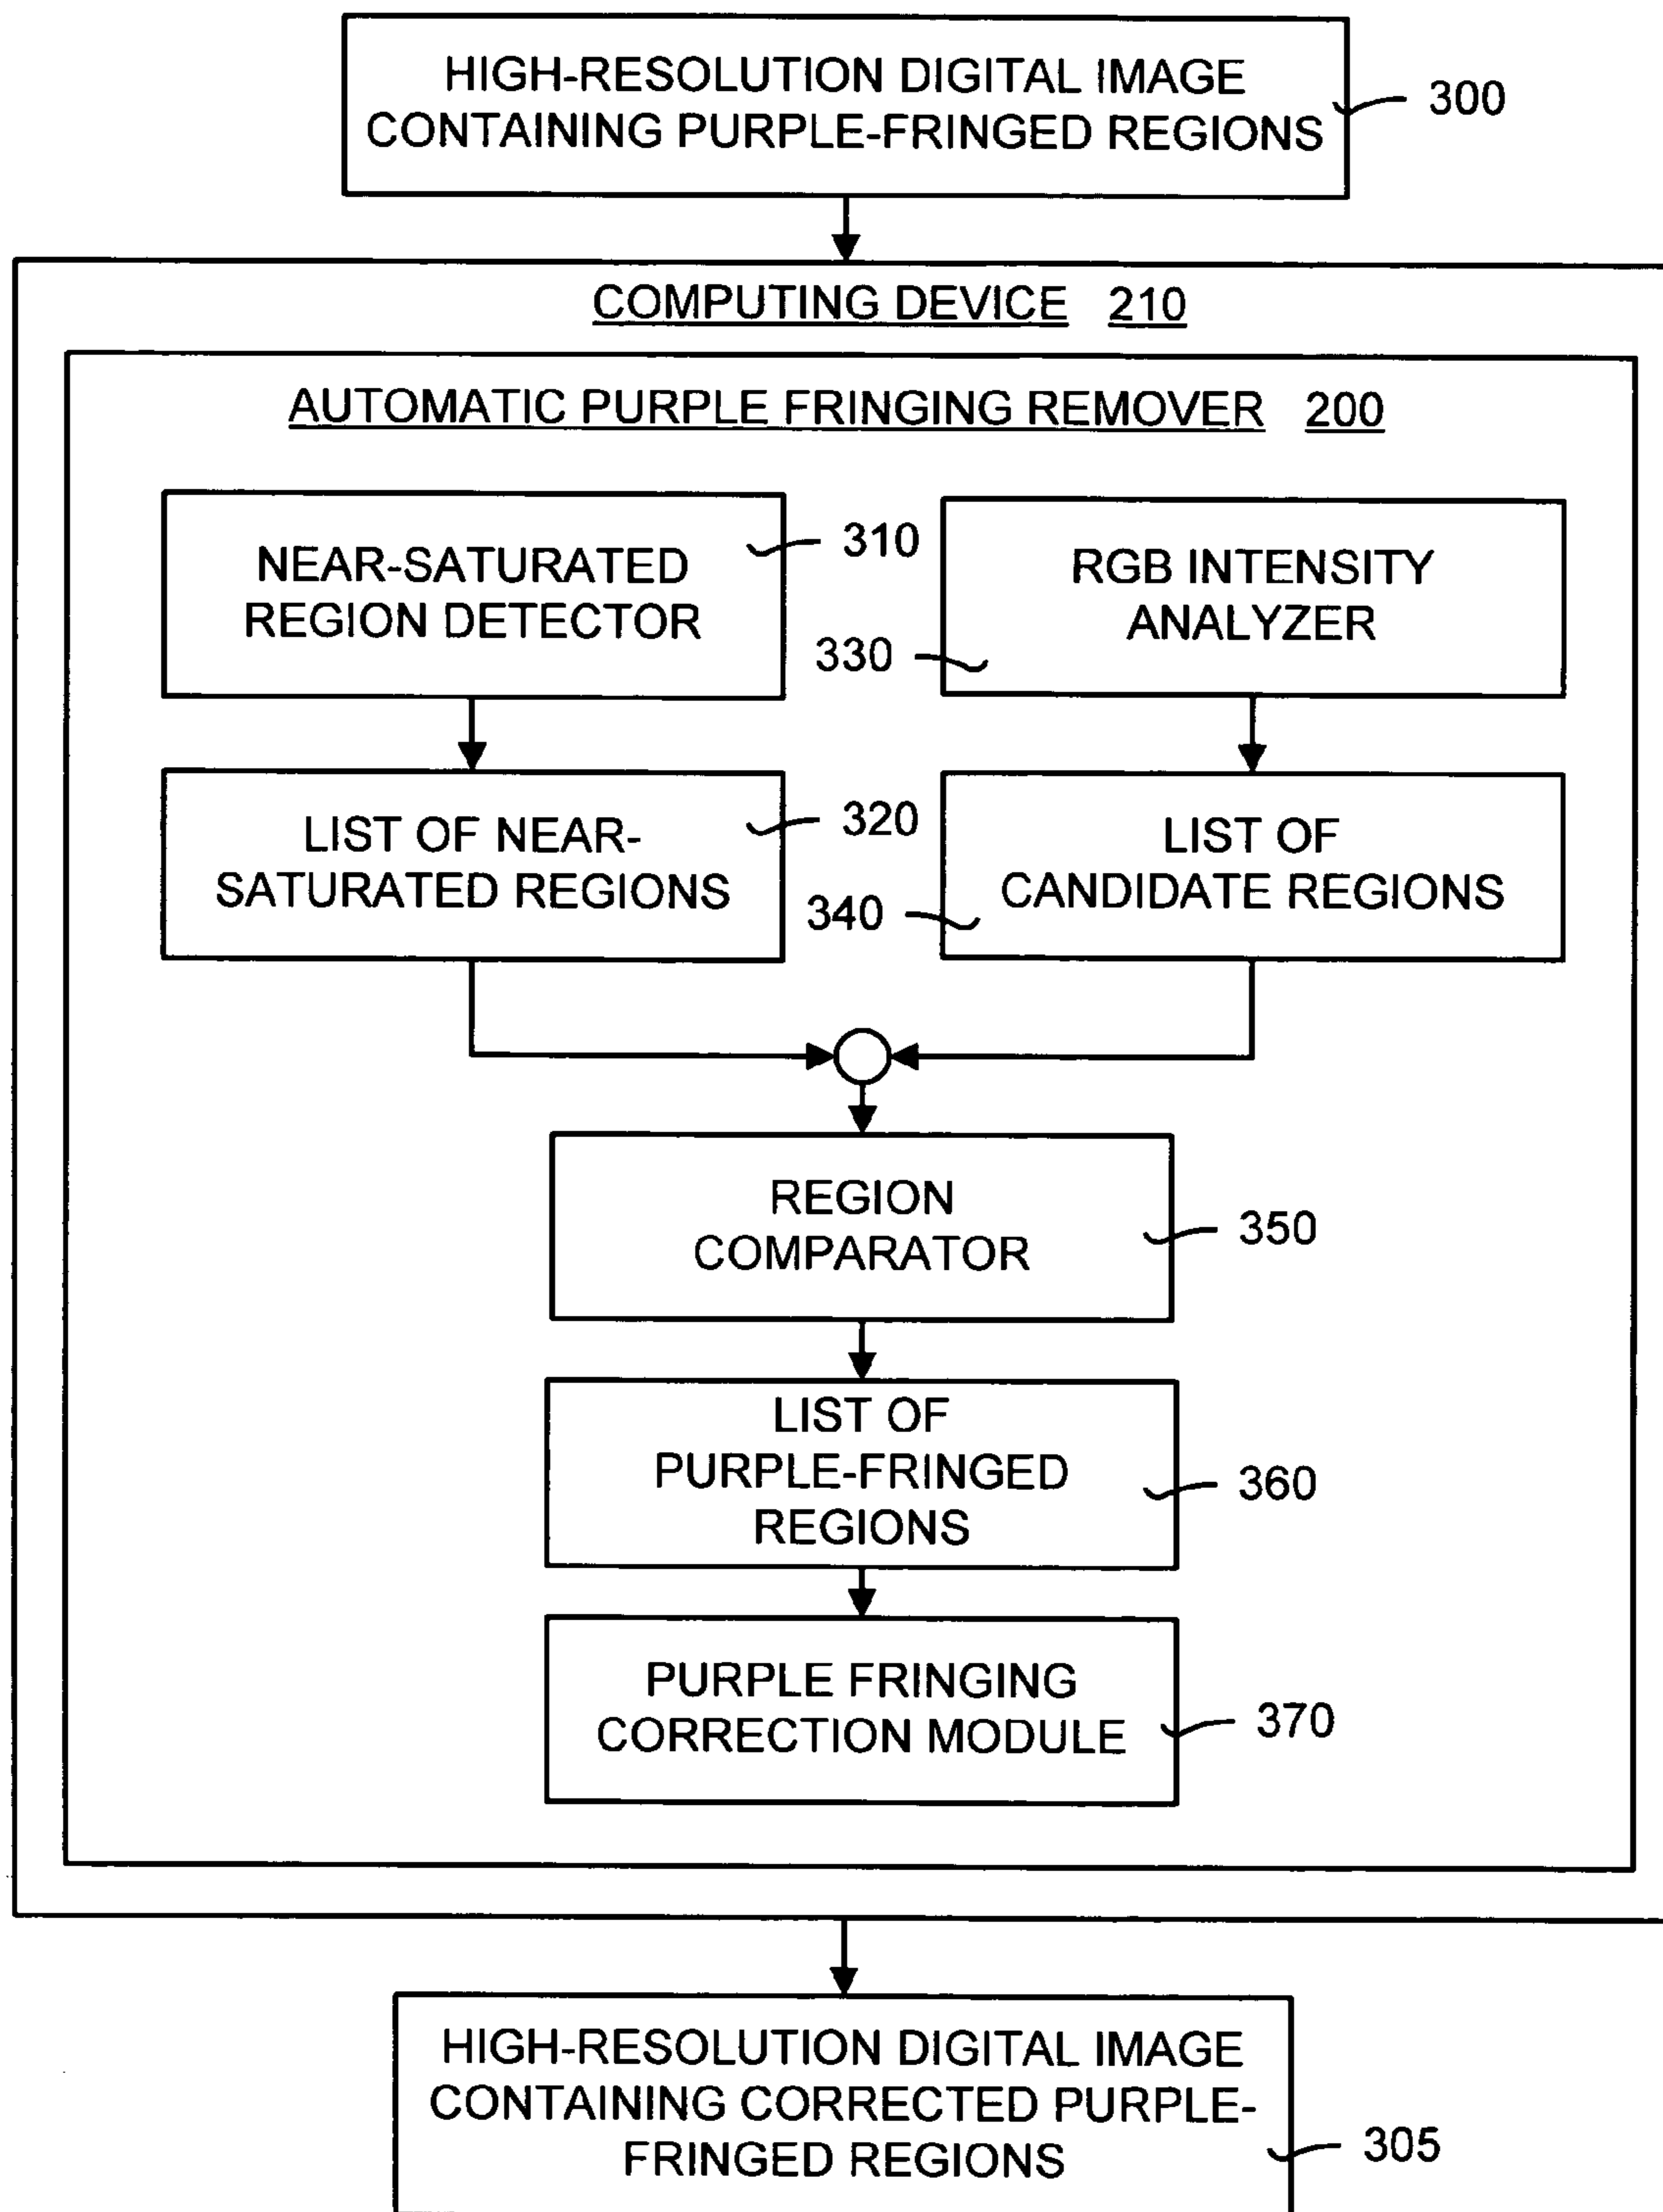 HIGH-RESOLUTION DIGITAL IMAGE
CONTAINING PURPLE-FRINGED REGIONS
300
COMPUTING DEVICE 210
AUTOMATIC PURPLE FRINGING REMOVER 200
NEAR-SATURATED
REGION DETECTOR
310
RGB INTENSITY
ANALYZER
330
LIST OF NEAR-
SATURATED REGIONS
320
LIST OF
CANDIDATE REGIONS
340
REGION
COMPARATOR
350
LIST OF
PURPLE-FRINGED
REGIONS
360
PURPLE FRINGING
CORRECTION MODULE
370
HIGH-RESOLUTION DIGITAL IMAGE
CONTAINING CORRECTED PURPLE-
FRINGED REGIONS
305